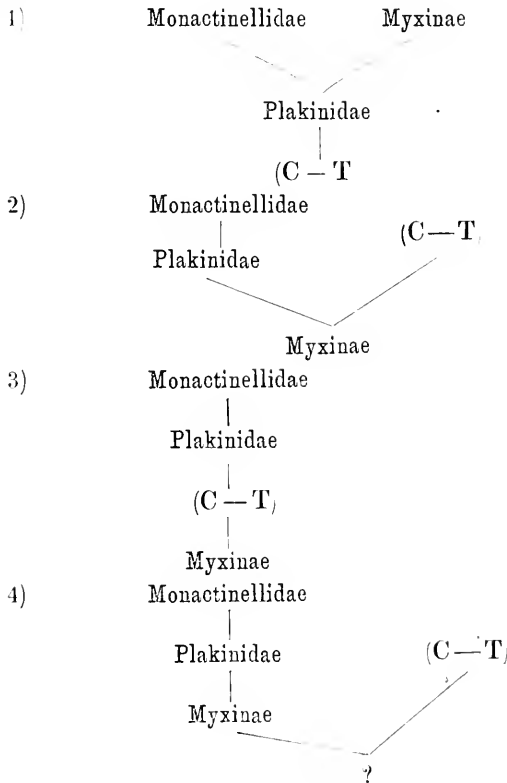 1) Monactinellidae Myxinae
Plakinidae
(C — T
2) Monactinellidae
(C — T)
Plakinidae
Myxinae
3) Monactinellidae
Plakinidae
(C — T)
Myxinae
4) Monactinellidae
Plakinidae (C — T)
Myxinae
?